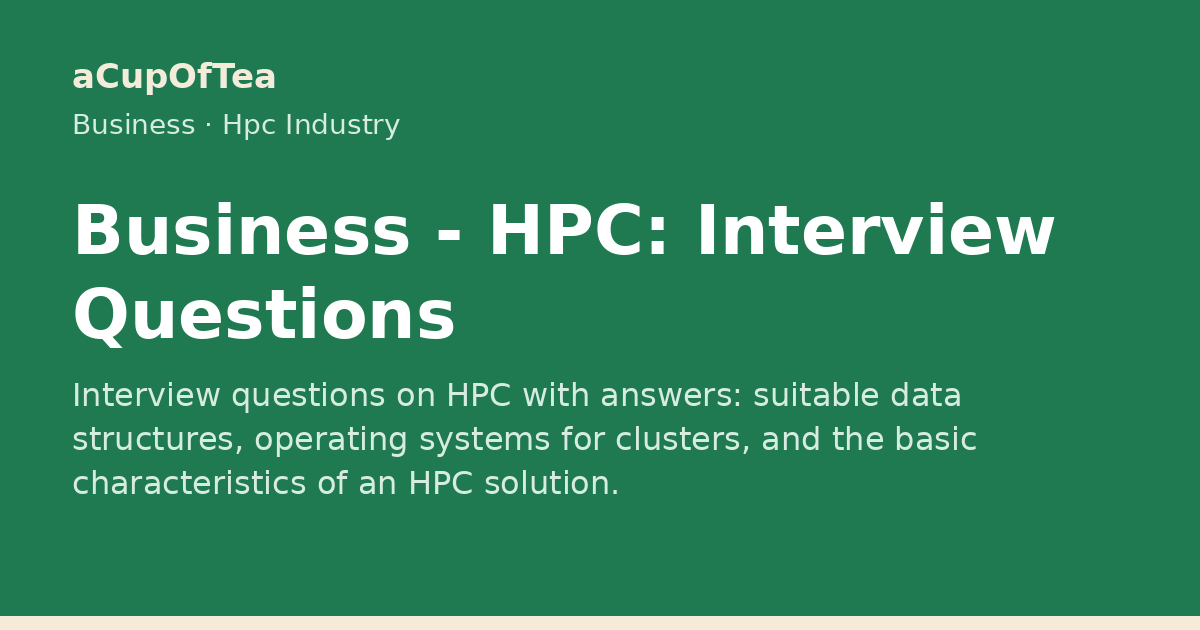 aCupOfTea
Business · Hpc Industry
Business - HPC: Interview
Questions
Interview questions on HPC with answers: suitable data
structures, operating systems for clusters, and the basic
characteristics of an HPC solution.